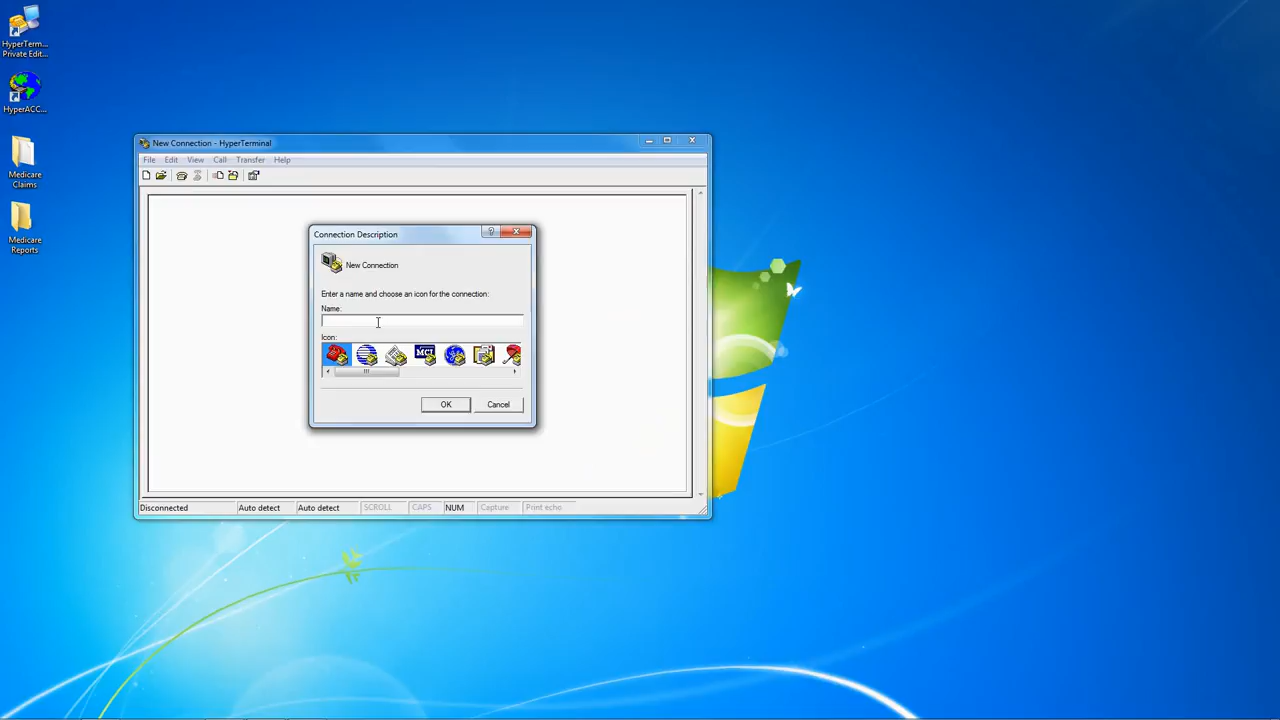 HyperTerm...
Private Edit...
HyperACC...
Medicare
Claims
Medicare
Reports
New Connection - HyperTerminal
File Edit View Call Transfer Help
Connection Description
New Connection
Enter a name and choose an icon for the connection:
Name:
Icon:
MCI
OK Cancel
Disconnected Auto detect Auto detect SCROLL CAPS NUM Capture Print echo